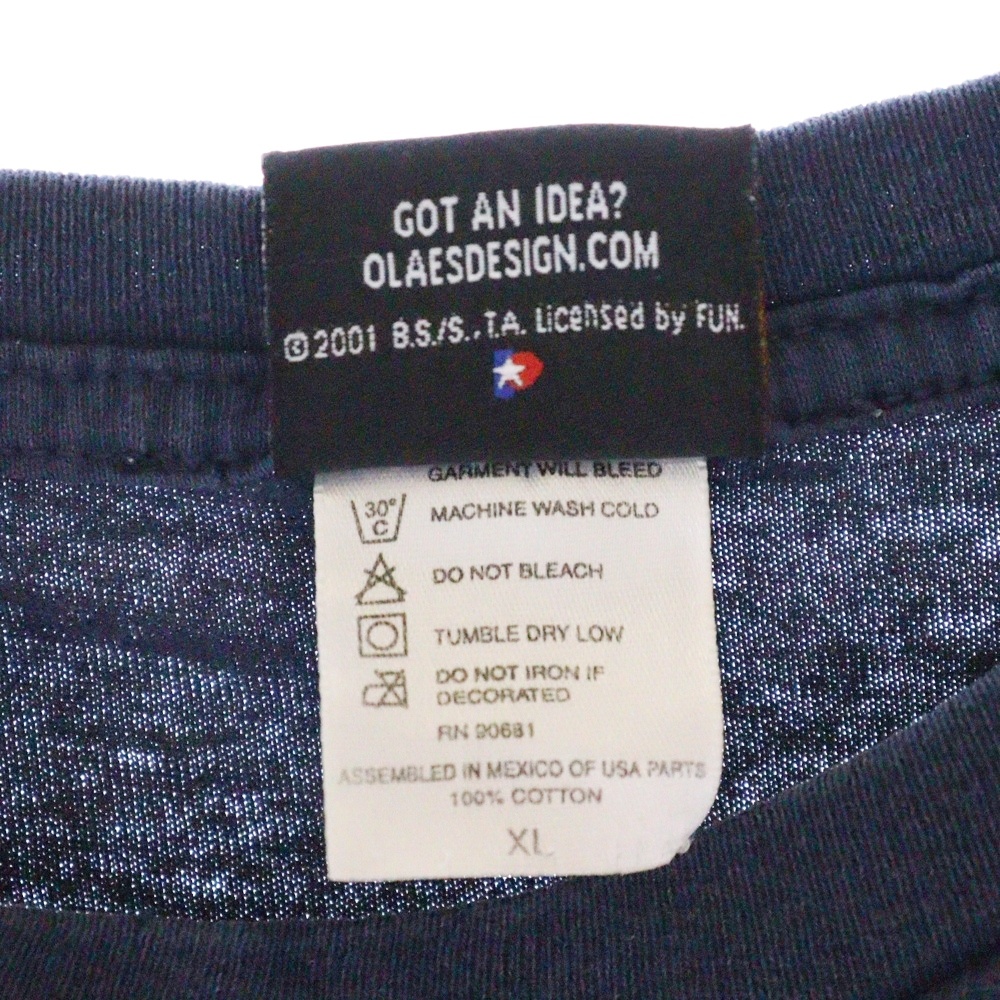 GOT AN IDEA?
OLAESDESIGN.COM
©2001 B.S./S.,T.A. Licensed by FUN.
GARMENT WILL BLEED
30°
C
MACHINE WASH COLD
DO NOT BLEACH
TUMBLE DRY LOW
DO NOT IRON IF
DECORATED
RN 90681
ASSEMBLED IN MEXICO OF USA PARTS
100% COTTON
XL